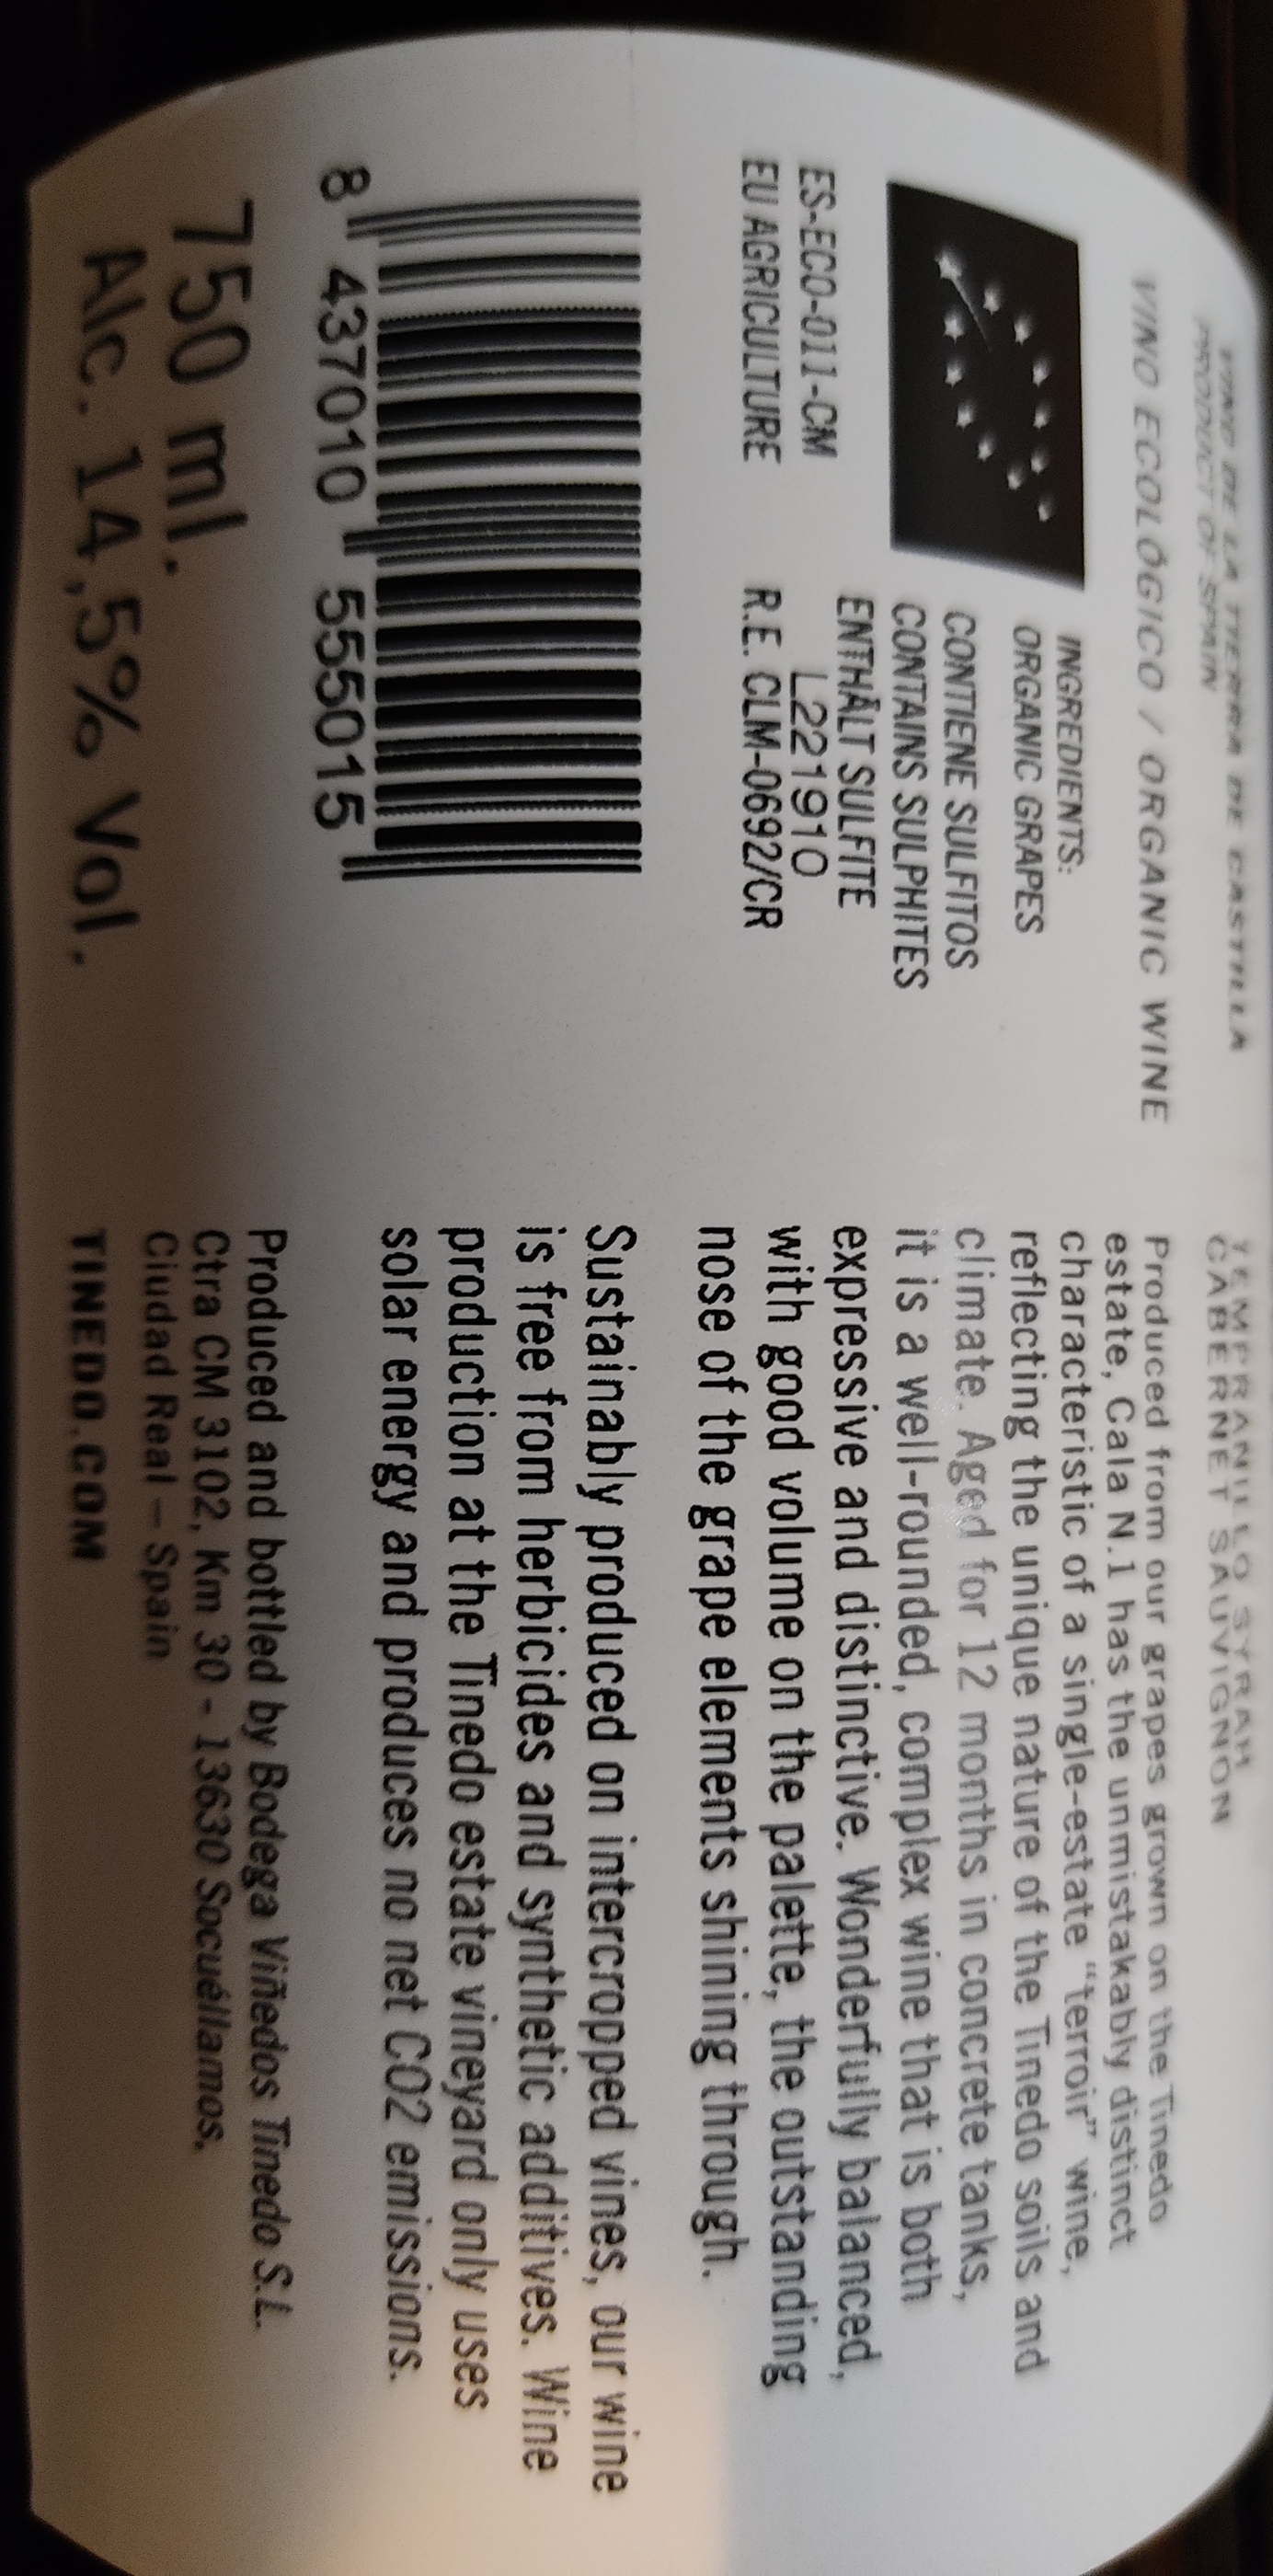 VINO DE LA TIERRA DE CASTILLA
PRODUCT OF SPAIN
VINO ECOLÓGICO / ORGANIC WINE
INGREDIENTS:
ORGANIC GRAPES
CONTIENE SULFITOS
CONTAINS SULPHITES
ENTHÄLT SULFITE
ES-ECO-011-CM
EU AGRICULTURE
L221910
R.E. CLM-0692/CR
8 437010 555015
750 ml.
Alc. 14,5% Vol.
TEMPRANILLO SYRAH
CABERNET SAUVIGNON
Produced from our grapes grown on the Tinedo
estate, Cala N.1 has the unmistakably distinct
characteristic of a single-estate “terroir” wine,
reflecting the unique nature of the Tinedo soils and
climate. Aged for 12 months in concrete tanks,
it is a well-rounded, complex wine that is both
expressive and distinctive. Wonderfully balanced,
with good volume on the palette, the outstanding
nose of the grape elements shining through.
Sustainably produced on intercropped vines, our wine
is free from herbicides and synthetic additives. Wine
production at the Tinedo estate vineyard only uses
solar energy and produces no net CO2 emissions.
Produced and bottled by Bodega Viñedos Tinedo S.L.
Ctra CM 3102, Km 30 - 13630 Socuéllamos.
Ciudad Real – Spain
TINEDO.COM